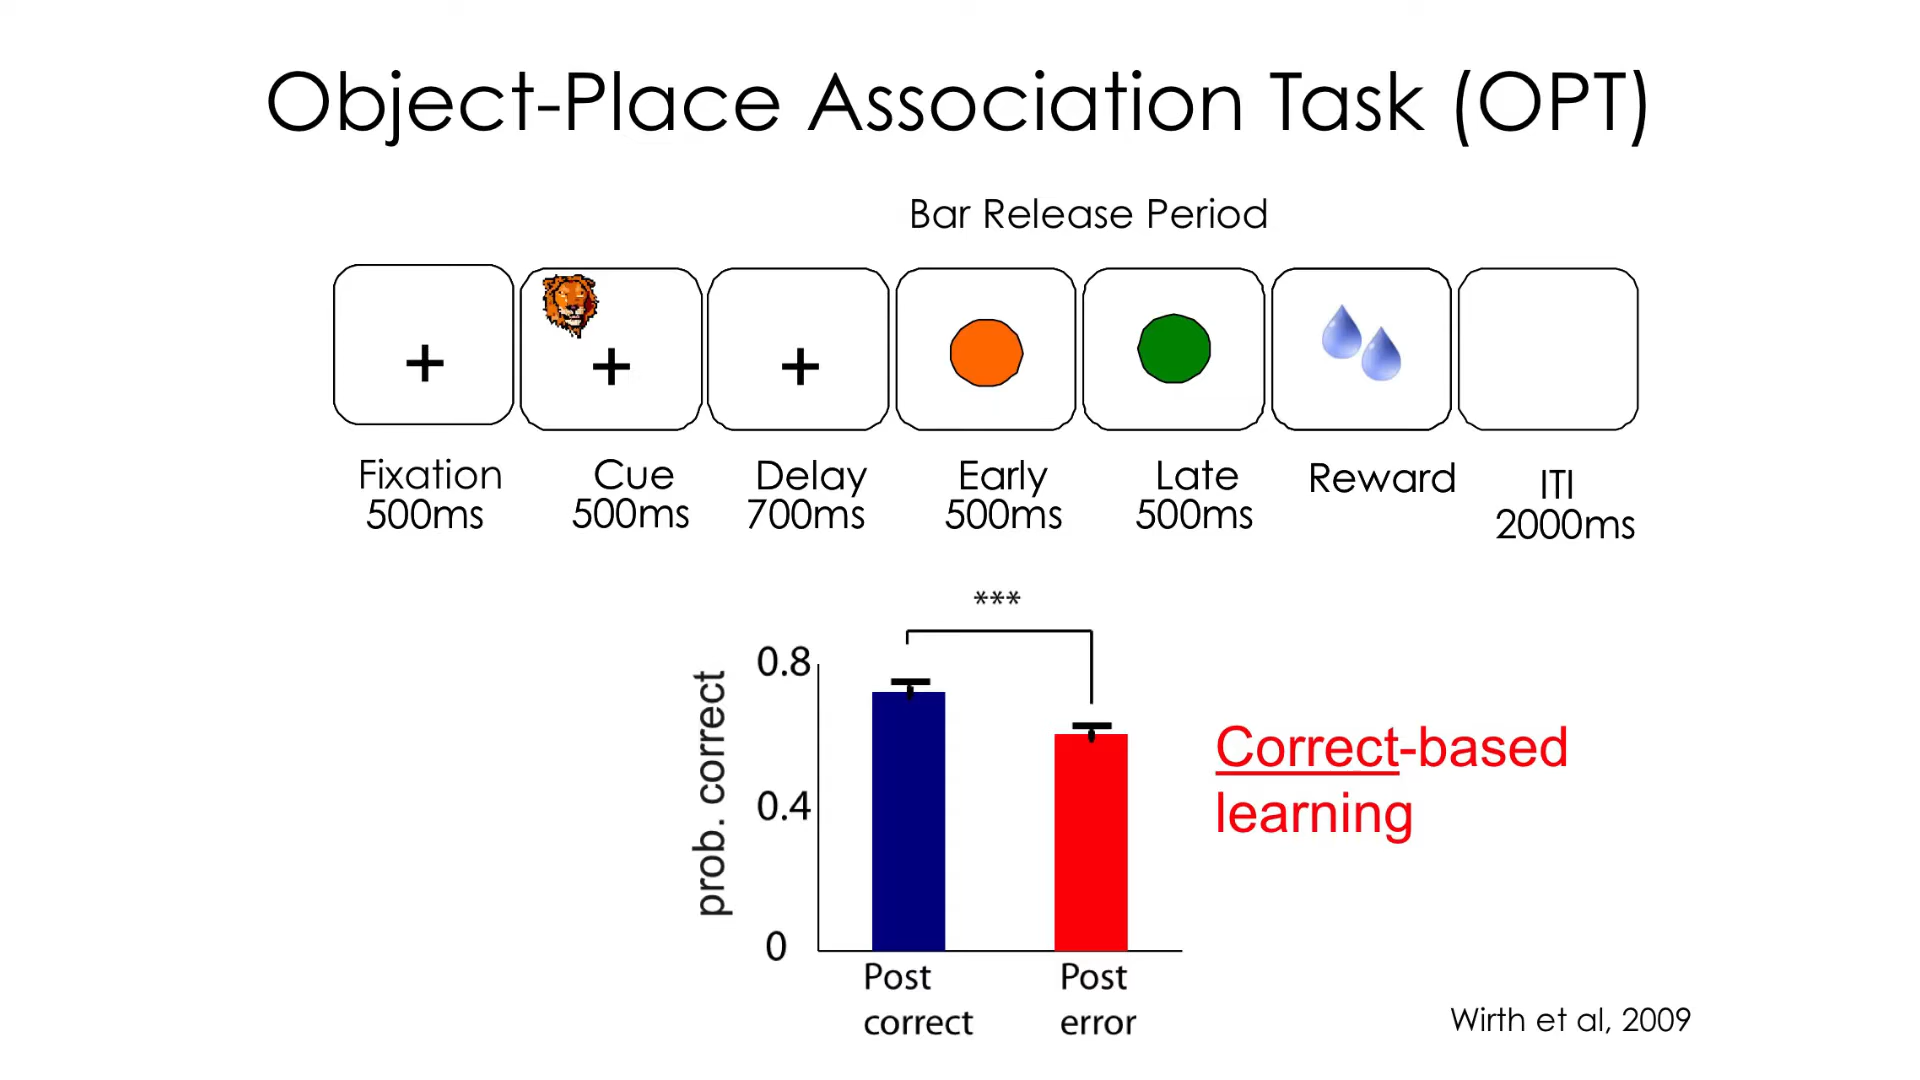 Object-Place Association Task (OPT)
Bar Release Period
Fixation
500ms
Cue
500ms
Delay
700ms
Early
500ms
Late
500ms
Reward
ITI
2000ms
***
prob. correct
0.8
0.4
0
Post
correct
Post
error
Correct-based
learning
Wirth et al, 2009